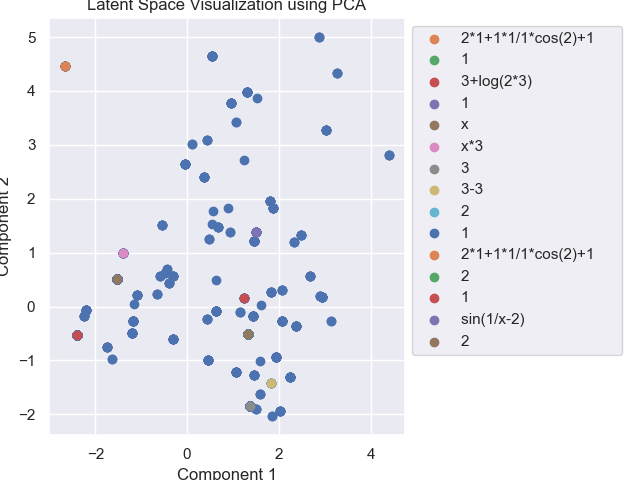 Latent Space Visualization using PCA
5
4
3
2
1
0
−1
−2
Component 2
−2 0 2 4
Component 1
2*1+1*1/1*cos(2)+1
1
3+log(2*3)
1
x
x*3
3
3-3
2
1
2*1+1*1/1*cos(2)+1
2
1
sin(1/x-2)
2